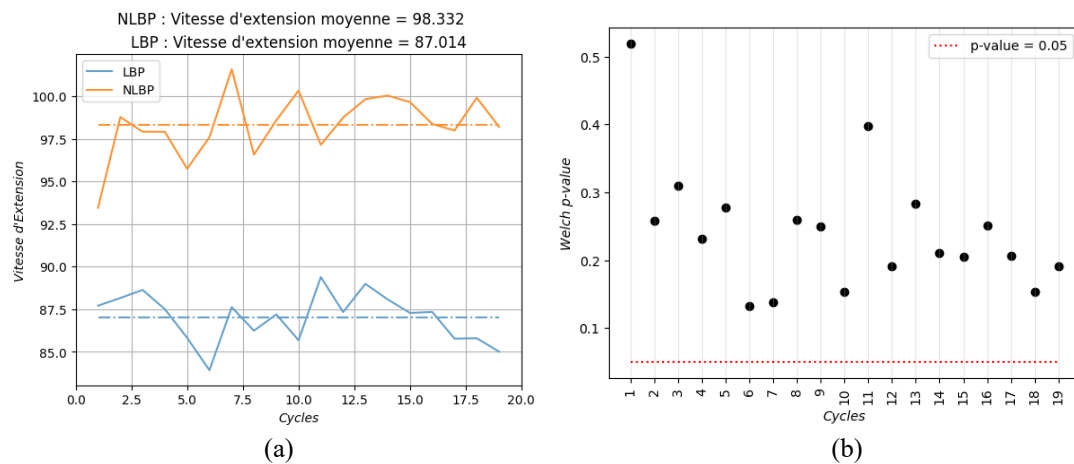 NLBP : Vitesse d'extension moyenne = 98.332
LBP : Vitesse d'extension moyenne = 87.014
LBP
NLBP
100.0
97.5
95.0
92.5
90.0
87.5
85.0
Vitesse d'Extension
0.0 2.5 5.0 7.5 10.0 12.5 15.0 17.5 20.0
Cycles
(a)
p-value = 0.05
0.5
0.4
0.3
0.2
0.1
Welch p-value
1 2 3 4 5 6 7 8 9 10 11 12 13 14 15 16 17 18 19
Cycles
(b)